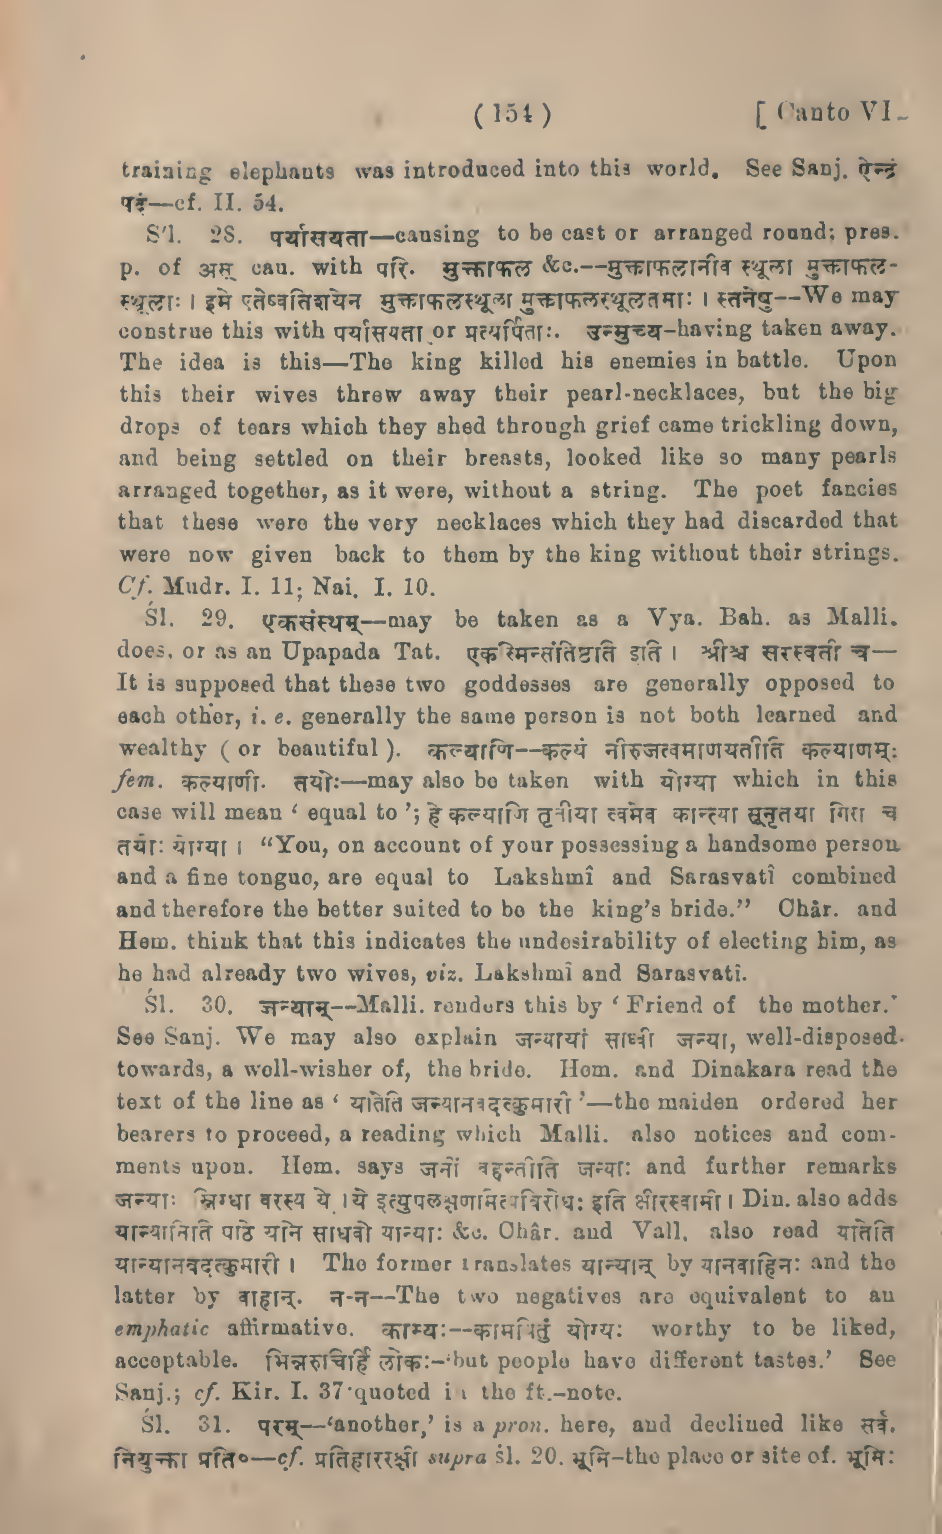 ( 154 ) [ Canto VI.
training elephants was introduced into this world. See Sanj. ऐन्द्रं
पदं—cf. II. 54.
S'l. 28. पर्यासयता—causing to be cast or arranged round; pres.
p. of अस् cau. with परि. मुक्ताफल &c.--मुक्ताफलानीव स्थूला मुक्ताफल-
स्थूलाः । इमे एतेष्वतिशयेन मुक्ताफलस्थूला मुक्ताफलस्थूलतमाः । स्तनेषु--We may
construe this with पर्यासयता or प्रत्यर्पिताः. उन्मुच्य-having taken away.
The idea is this—The king killed his enemies in battle. Upon
this their wives threw away their pearl-necklaces, but the big
drops of tears which they shed through grief came trickling down,
and being settled on their breasts, looked like so many pearls
arranged together, as it were, without a string. The poet fancies
that these were the very necklaces which they had discarded that
were now given back to them by the king without their strings.
Cf. Mudr. I. 11; Nai. I. 10.
Śl. 29. एकसंस्थम्--may be taken as a Vya. Bah. as Malli.
does, or as an Upapada Tat. एकस्मिन्संतिष्ठति इति । श्रीश्च सरस्वती च—
It is supposed that these two goddesses are generally opposed to
each other, i. e. generally the same person is not both learned and
wealthy ( or beautiful ). कल्याणि--कल्यं नीरुजत्वमाणयतीति कल्याणम्:
fem. कल्याणी. तयोः—may also be taken with योग्या which in this
case will mean ‘ equal to ’; हे कल्याणि तृतीया त्वमेव कान्त्या सूनृतया गिरा च
तयोः योग्या । “You, on account of your possessing a handsome person
and a fine tongue, are equal to Lakshmî and Sarasvatî combined
and therefore the better suited to be the king's bride.” Châr. and
Hem. think that this indicates the undesirability of electing him, as
he had already two wives, viz. Lakshmî and Sarasvatî.
Śl. 30. जन्याम्--Malli. renders this by ‘ Friend of the mother.’
See Sanj. We may also explain जन्यायां साध्वी जन्या, well-disposed
towards, a well-wisher of, the bride. Hem. and Dinakara read the
text of the line as ‘ यातेति जन्यानवदत्कुमारी ’—the maiden ordered her
bearers to proceed, a reading which Malli. also notices and com-
ments upon. Hem. says जनीं वहन्तीति जन्याः and further remarks
जन्याः स्निग्धा वरस्य ये । ये इत्युपलक्षणमित्यविरोधः इति क्षीरस्वामी । Din. also adds
यान्यानिति पाठे याने साधवो यान्याः &c. Châr. and Vall. also read यातेति
यान्यानवदत्कुमारी । The former translates यान्यान् by यानवाहिनः and the
latter by वाहान्. न-न--The two negatives are equivalent to an
emphatic affirmative. काम्यः--कामयितुं योग्यः worthy to be liked,
acceptable. भिन्नरुचिर्हि लोकः-‘but people have different tastes.’ See
Sanj.; cf. Kir. I. 37 quoted in the ft.-note.
Śl. 31. परम्—‘another,’ is a pron. here, and declined like सर्व.
नियुक्ता प्रति०—cf. प्रतिहाररक्षी supra śl. 20. भूमि-the place or site of. भूमिः